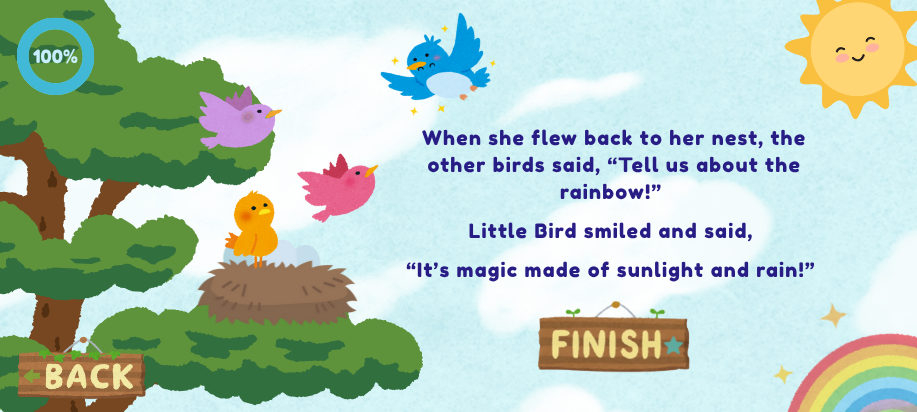 100%
When she flew back to her nest, the
other birds said, “Tell us about the
rainbow!”
Little Bird smiled and said,
“It’s magic made of sunlight and rain!”
FINISH
BACK